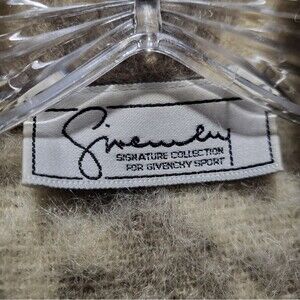 Givenchy
SIGNATURE COLLECTION
FOR GIVENCHY SPORT